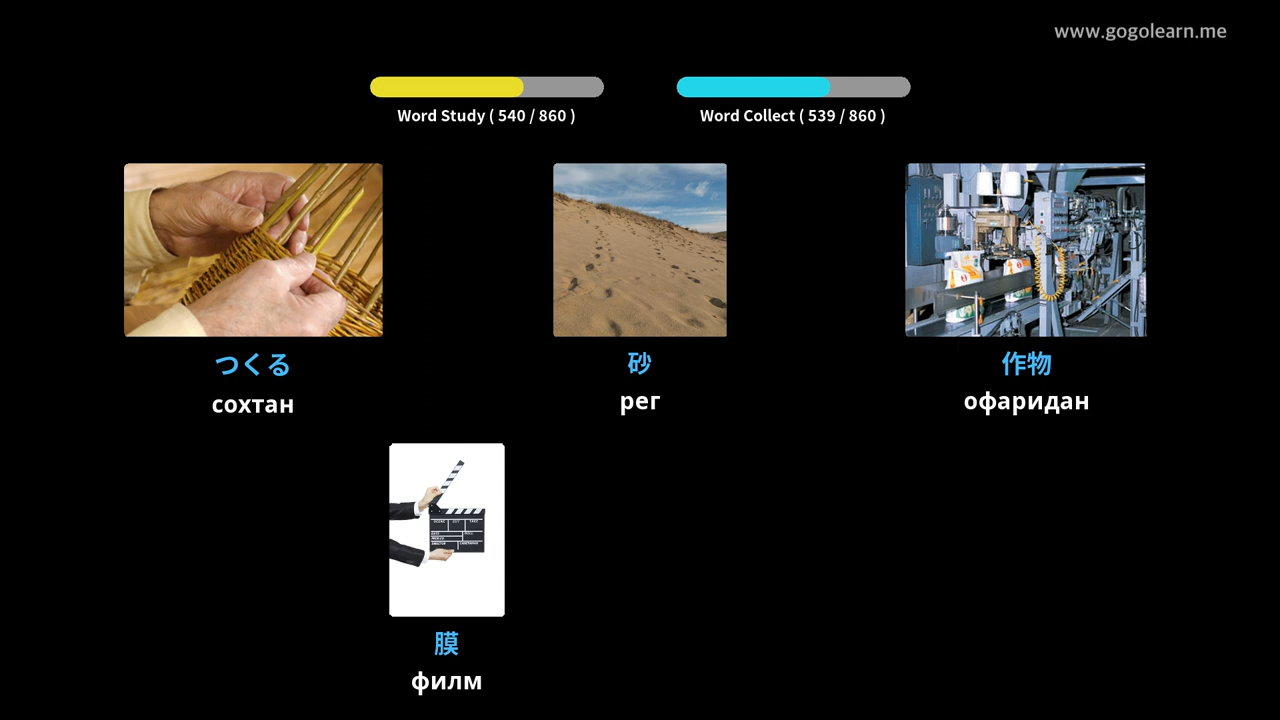 www.gogolearn.me
Word Study ( 540 / 860 )
Word Collect ( 539 / 860 )
つくる
сохтан
砂
рег
作物
офаридан
膜
филм